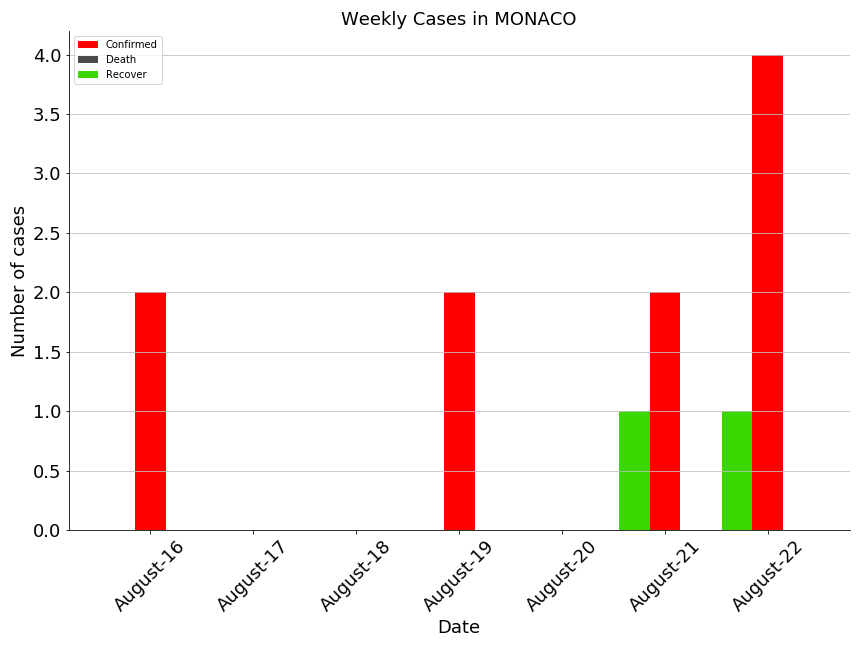 Weekly Cases in MONACO
Confirmed
Death
Recover
Number of cases
4.0
3.5
3.0
2.5
2.0
1.5
1.0
0.5
0.0
August-16
August-17
August-18
August-19
August-20
August-21
August-22
Date